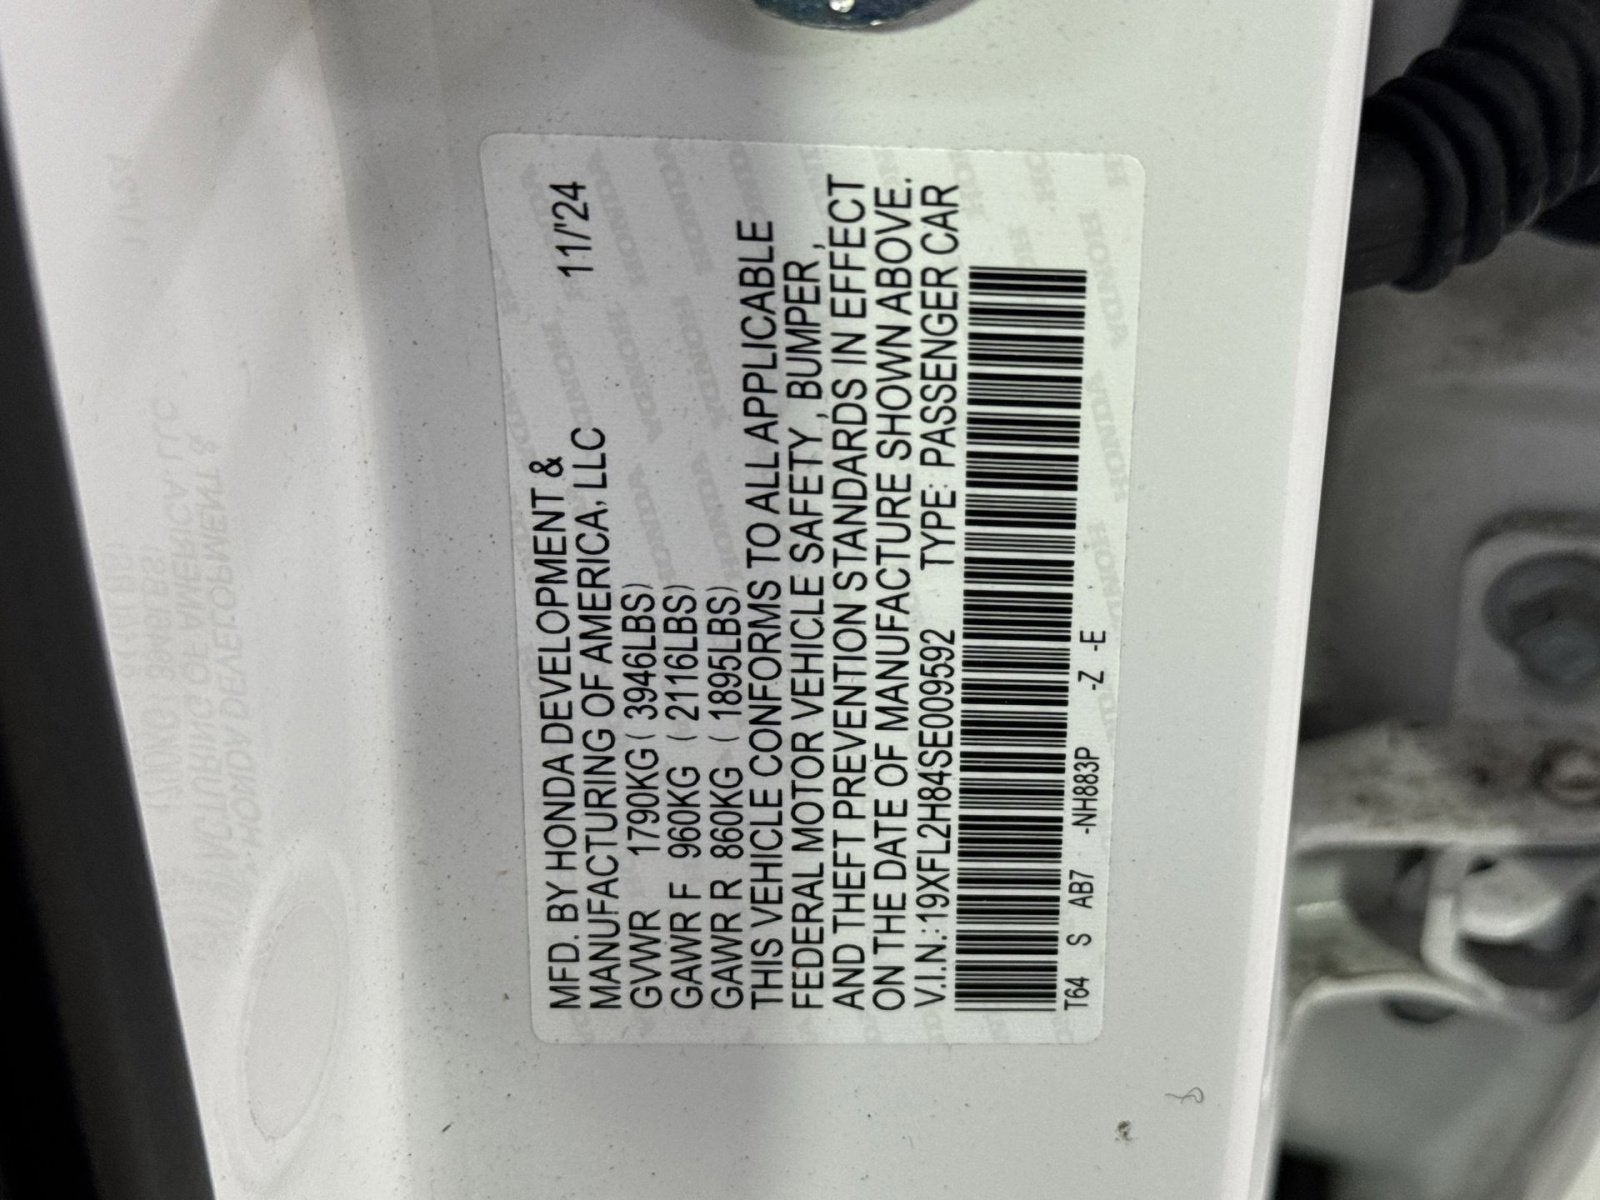 MFD. BY HONDA DEVELOPMENT &
MANUFACTURING OF AMERICA, LLC 11/'24
GVWR 1790KG ( 3946LBS)
GAWR F 960KG ( 2116LBS)
GAWR R 860KG ( 1895LBS)
THIS VEHICLE CONFORMS TO ALL APPLICABLE
FEDERAL MOTOR VEHICLE SAFETY , BUMPER ,
AND THEFT PREVENTION STANDARDS IN EFFECT
ON THE DATE OF MANUFACTURE SHOWN ABOVE.
V.I.N.:19XFL2H84SE009592 TYPE: PASSENGER CAR
T64 S AB7 -NH883P -Z -E